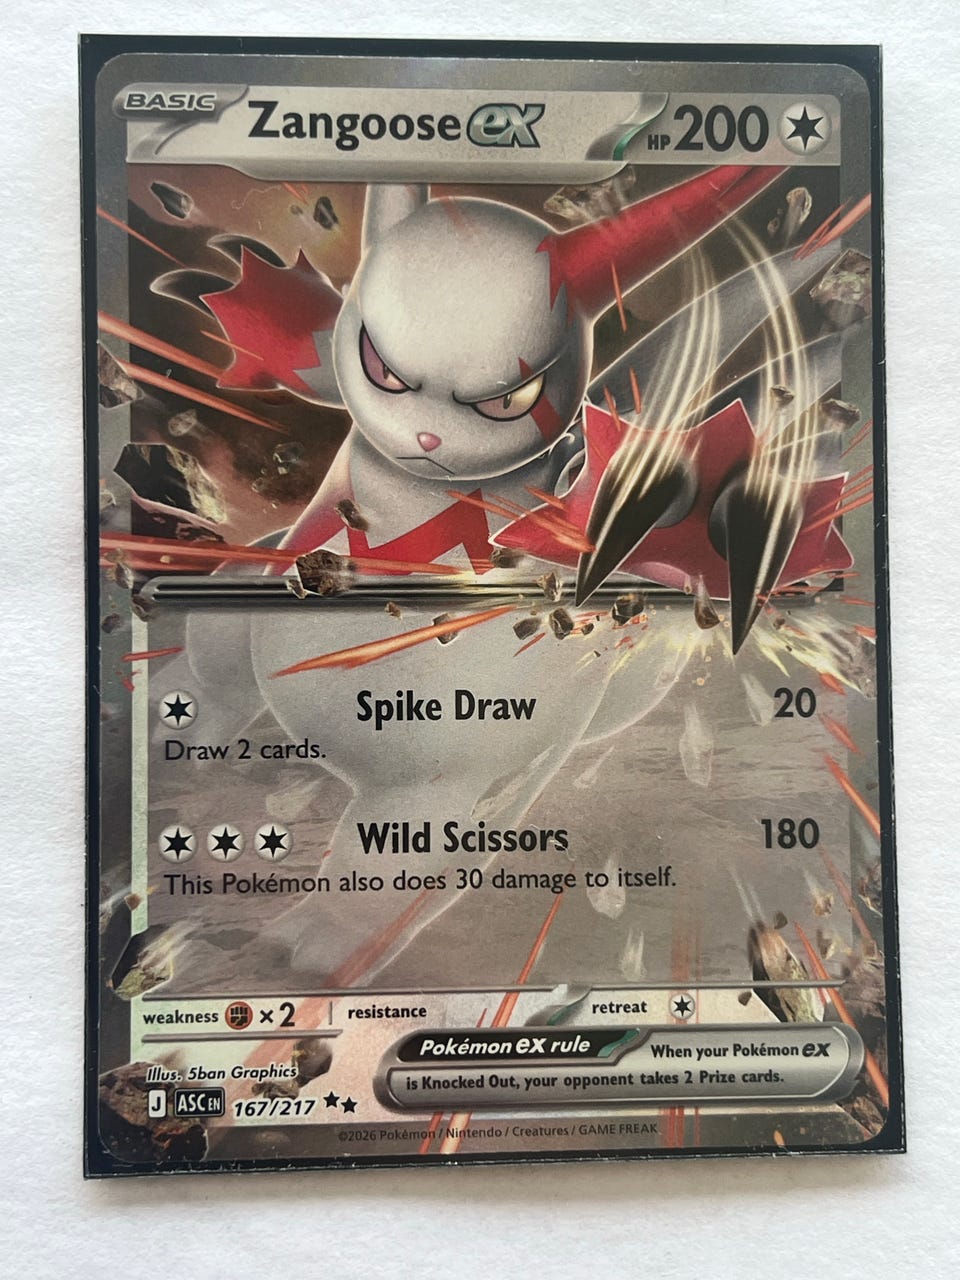 BASIC Zangoose ex HP 200
Spike Draw 20
Draw 2 cards.
Wild Scissors 180
This Pokémon also does 30 damage to itself.
weakness ×2 resistance retreat
Pokémon ex rule When your Pokémon ex
is Knocked Out, your opponent takes 2 Prize cards.
Illus. 5ban Graphics
J ASC EN 167/217
©2026 Pokémon / Nintendo / Creatures / GAME FREAK